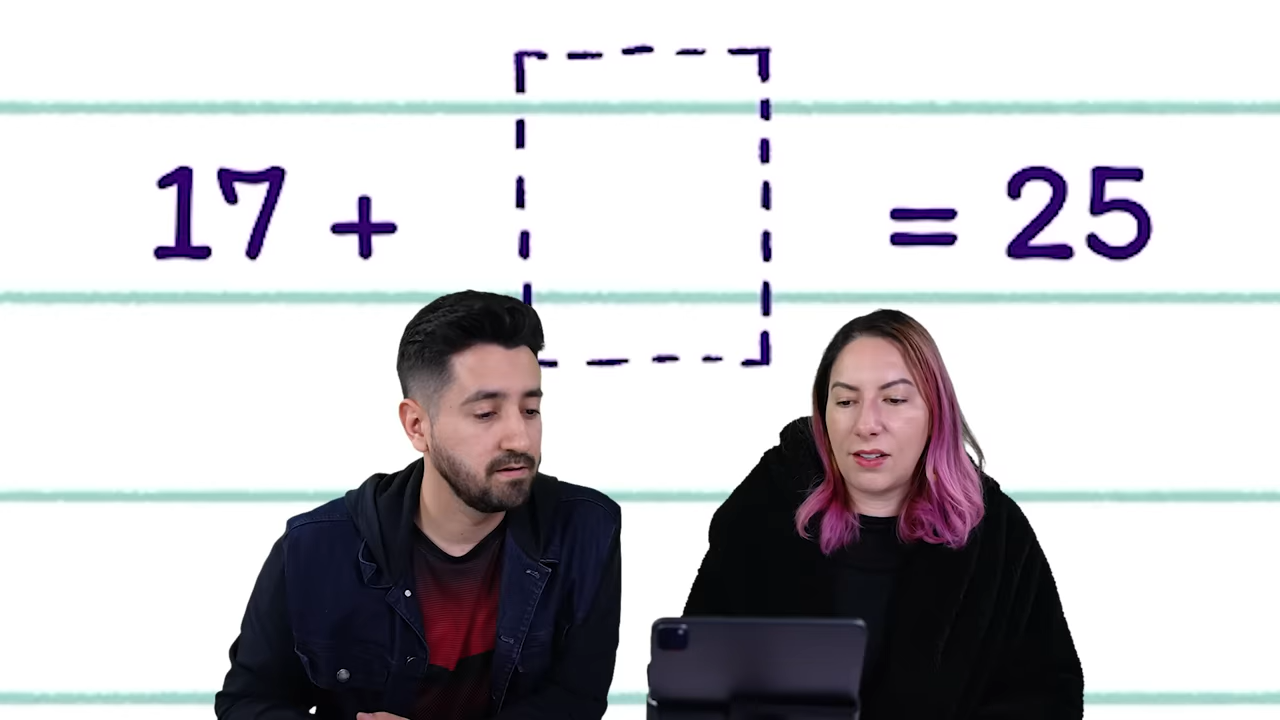 17 + = 25